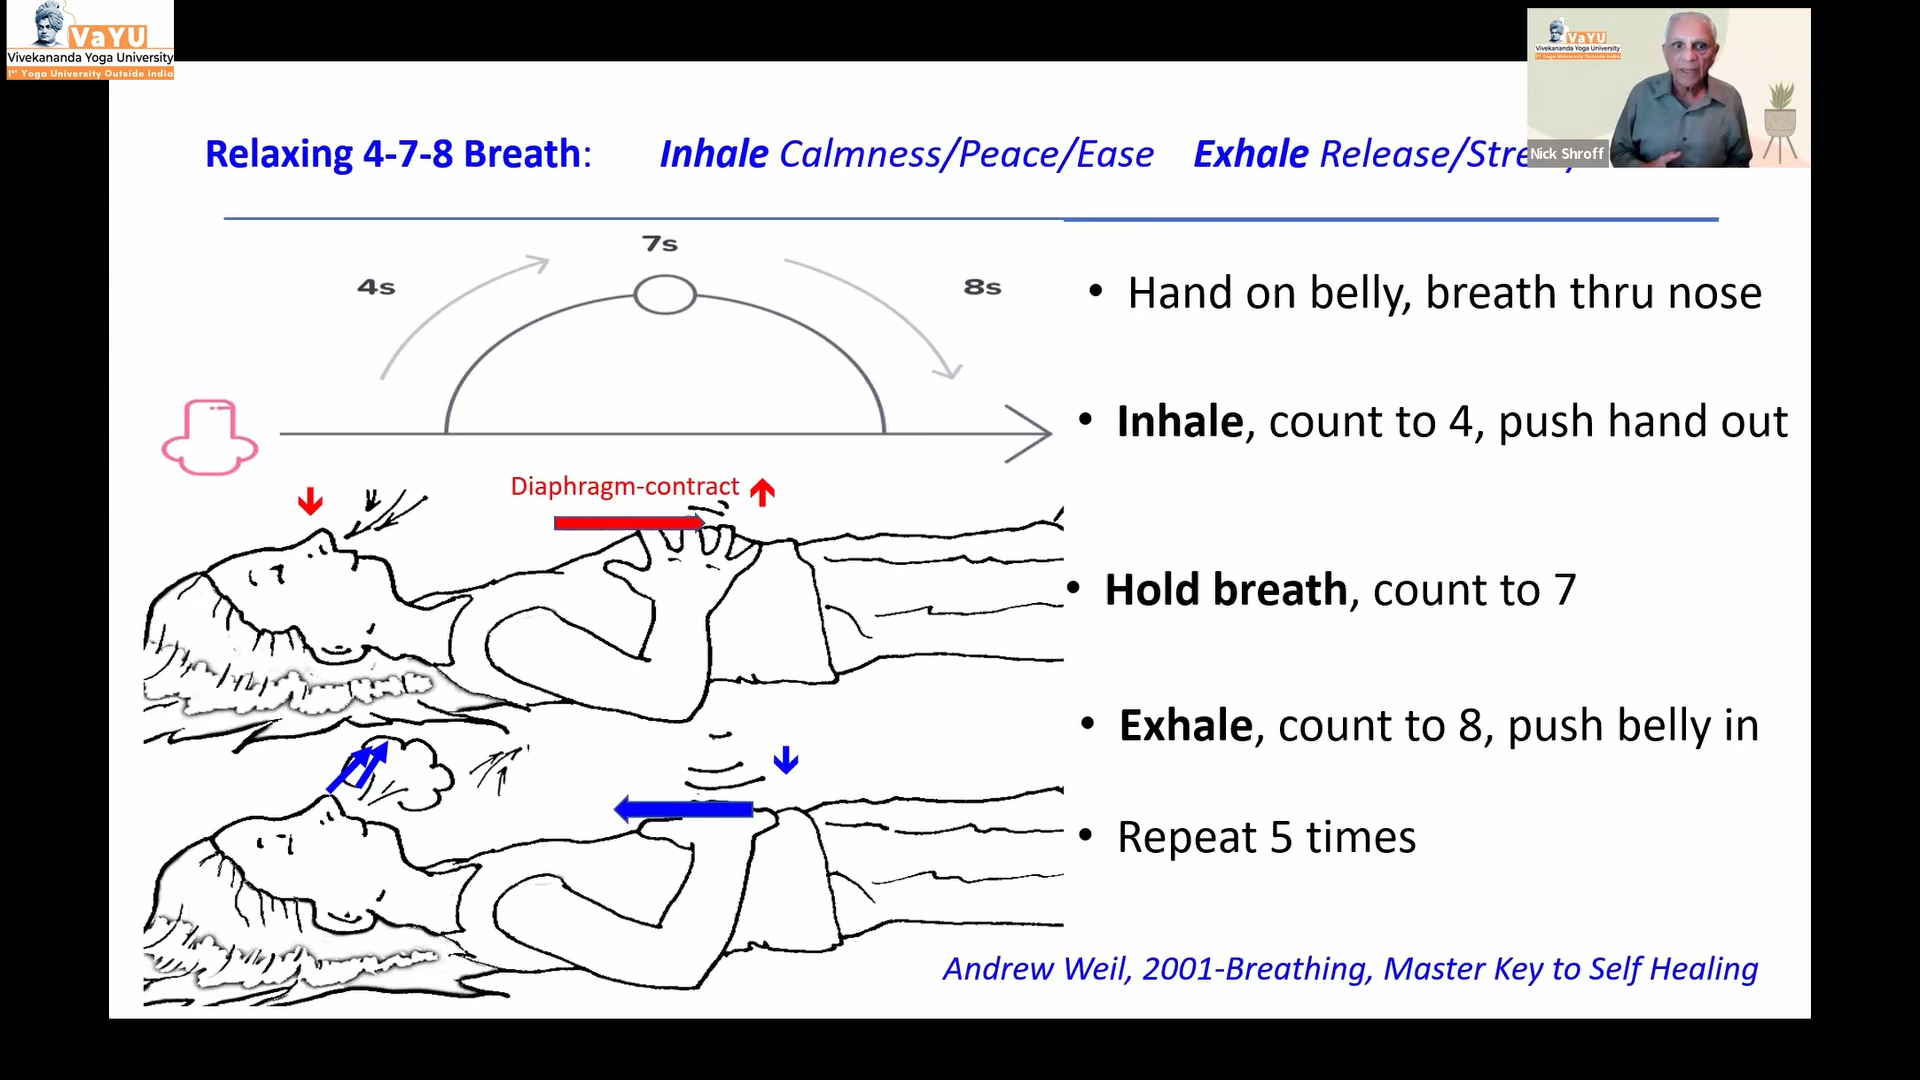 VaYU
Vivekananda Yoga University
1st Yoga University Outside India
VaYU
Vivekananda Yoga University
1st Yoga University Outside India
Nick Shroff
Relaxing 4-7-8 Breath: Inhale Calmness/Peace/Ease Exhale
7s
4s
8s
• Hand on belly, breath thru nose
• Inhale, count to 4, push hand out
Diaphragm-contract
• Hold breath, count to 7
• Exhale, count to 8, push belly in
• Repeat 5 times
Andrew Weil, 2001-Breathing, Master Key to Self Healing